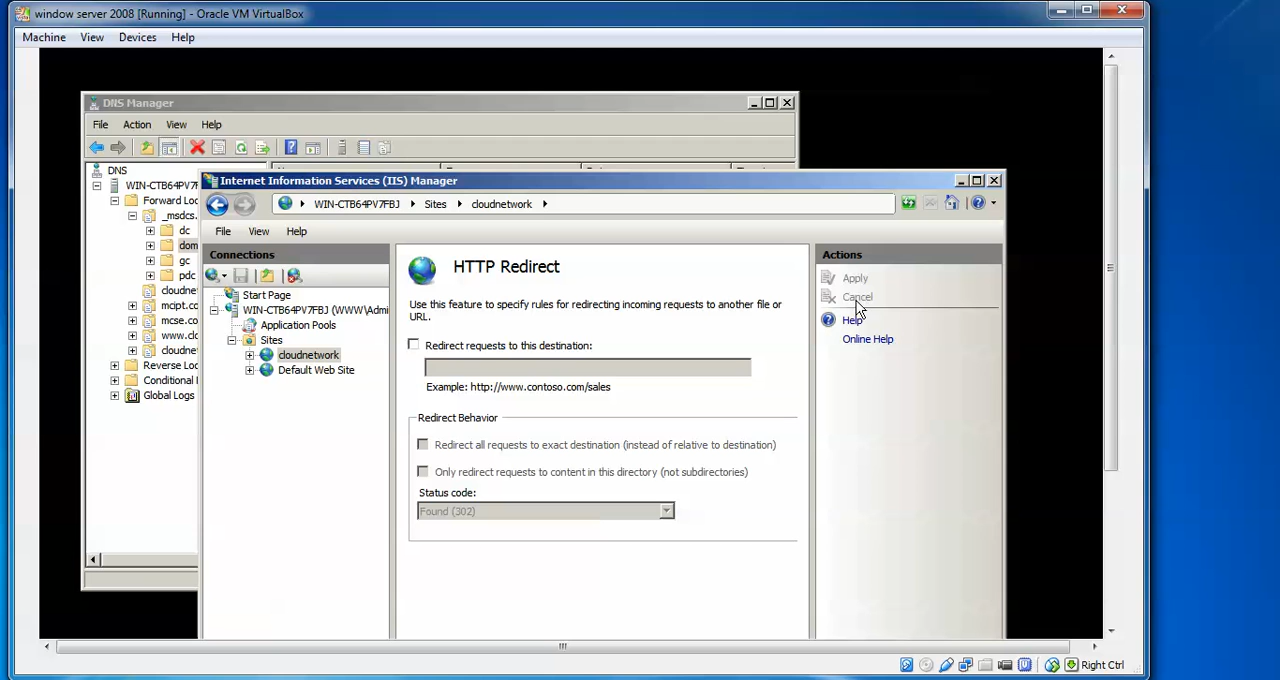 window server 2008 [Running] - Oracle VM VirtualBox
Machine View Devices Help
DNS Manager
File Action View Help
DNS
WIN-CTB64PV7F
Forward Lo
_msdcs.
dc
dom
gc
pdc
cloudne
mcipt.co
mcse.co
www.clo
cloudne
Reverse Loo
Conditional
Global Logs
Internet Information Services (IIS) Manager
WIN-CTB64PV7FBJ Sites cloudnetwork
File View Help
Connections
Start Page
WIN-CTB64PV7FBJ (WWW\Admi
Application Pools
Sites
cloudnetwork
Default Web Site
HTTP Redirect
Use this feature to specify rules for redirecting incoming requests to another file or
URL.
Redirect requests to this destination:
Example: http://www.contoso.com/sales
Redirect Behavior
Redirect all requests to exact destination (instead of relative to destination)
Only redirect requests to content in this directory (not subdirectories)
Status code:
Found (302)
Actions
Apply
Cancel
Help
Online Help
Right Ctrl